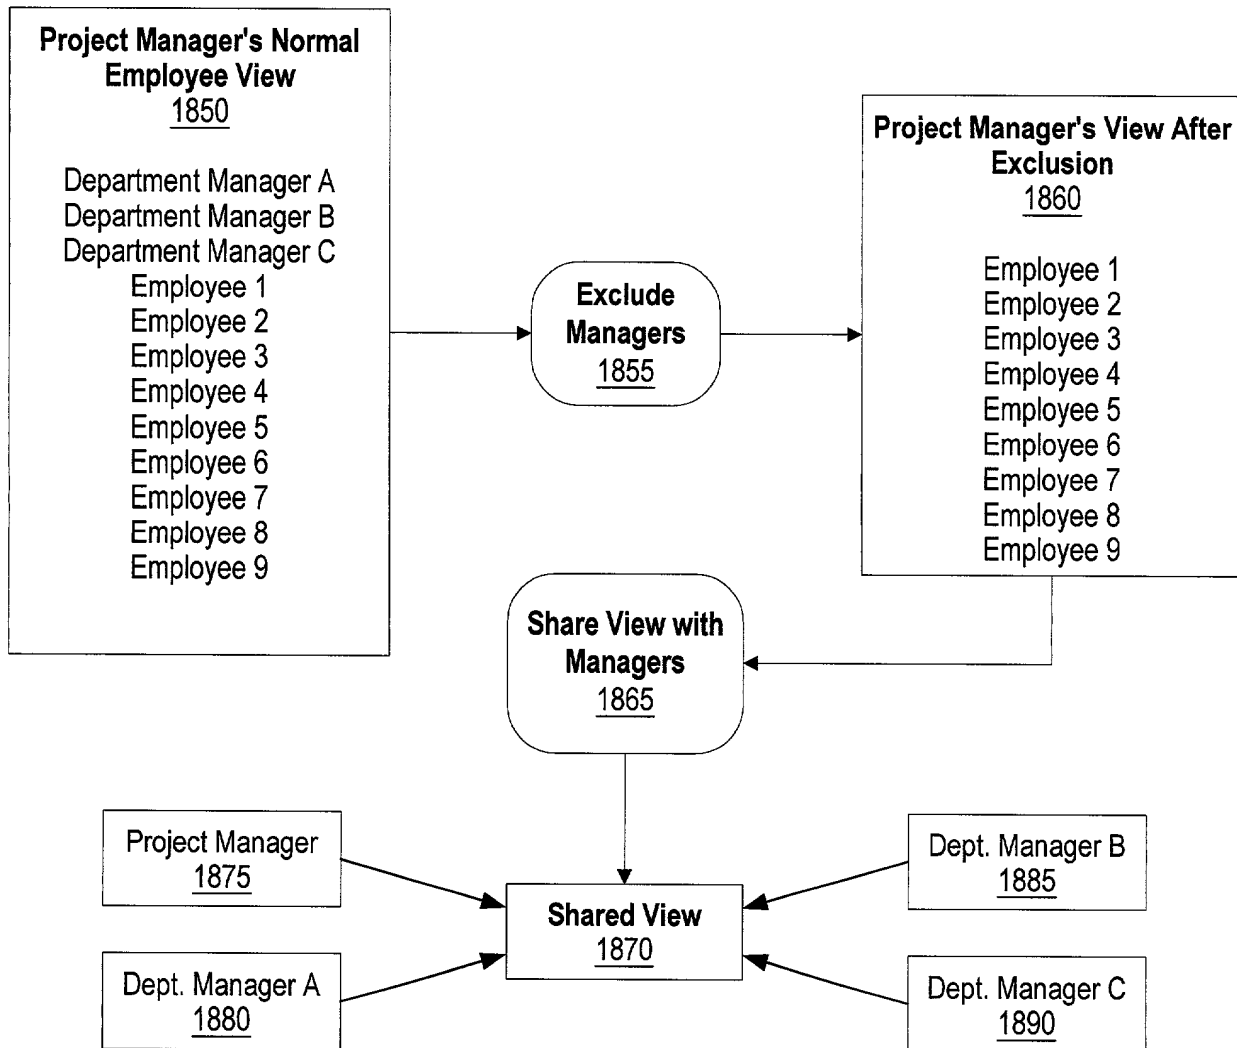 Project Manager's Normal
Employee View
1850
Department Manager A
Department Manager B
Department Manager C
Employee 1
Employee 2
Employee 3
Employee 4
Employee 5
Employee 6
Employee 7
Employee 8
Employee 9
Exclude
Managers
1855
Project Manager's View After
Exclusion
1860
Employee 1
Employee 2
Employee 3
Employee 4
Employee 5
Employee 6
Employee 7
Employee 8
Employee 9
Share View with
Managers
1865
Project Manager
1875
Dept. Manager A
1880
Shared View
1870
Dept. Manager B
1885
Dept. Manager C
1890